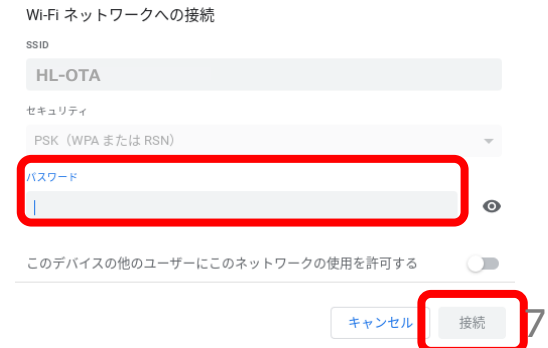 Wi-Fi ネットワークへの接続
SSID
HL-OTA
セキュリティ
PSK（WPA または RSN）
パスワード
このデバイスの他のユーザーにこのネットワークの使用を許可する
キャンセル 接続 7